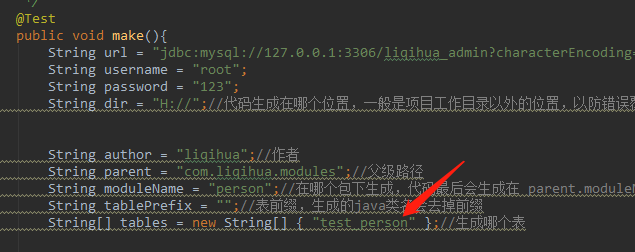 */
@Test
public void make(){
String url = "jdbc:mysql://127.0.0.1:3306/liqihua_admin?characterEncoding=
String username = "root";
String password = "123";
String dir = "H://";//代码生成在哪个位置，一般是项目工作目录以外的位置，以防错误覆
String author = "liqihua";//作者
String parent = "com.liqihua.modules";//父级路径
String moduleName = "person";//在哪个包下生成，代码最后会生成在 parent.moduleN
String tablePrefix = "";//表前缀，生成的java类名会去掉前缀
String[] tables = new String[] { "test_person" };//生成哪个表